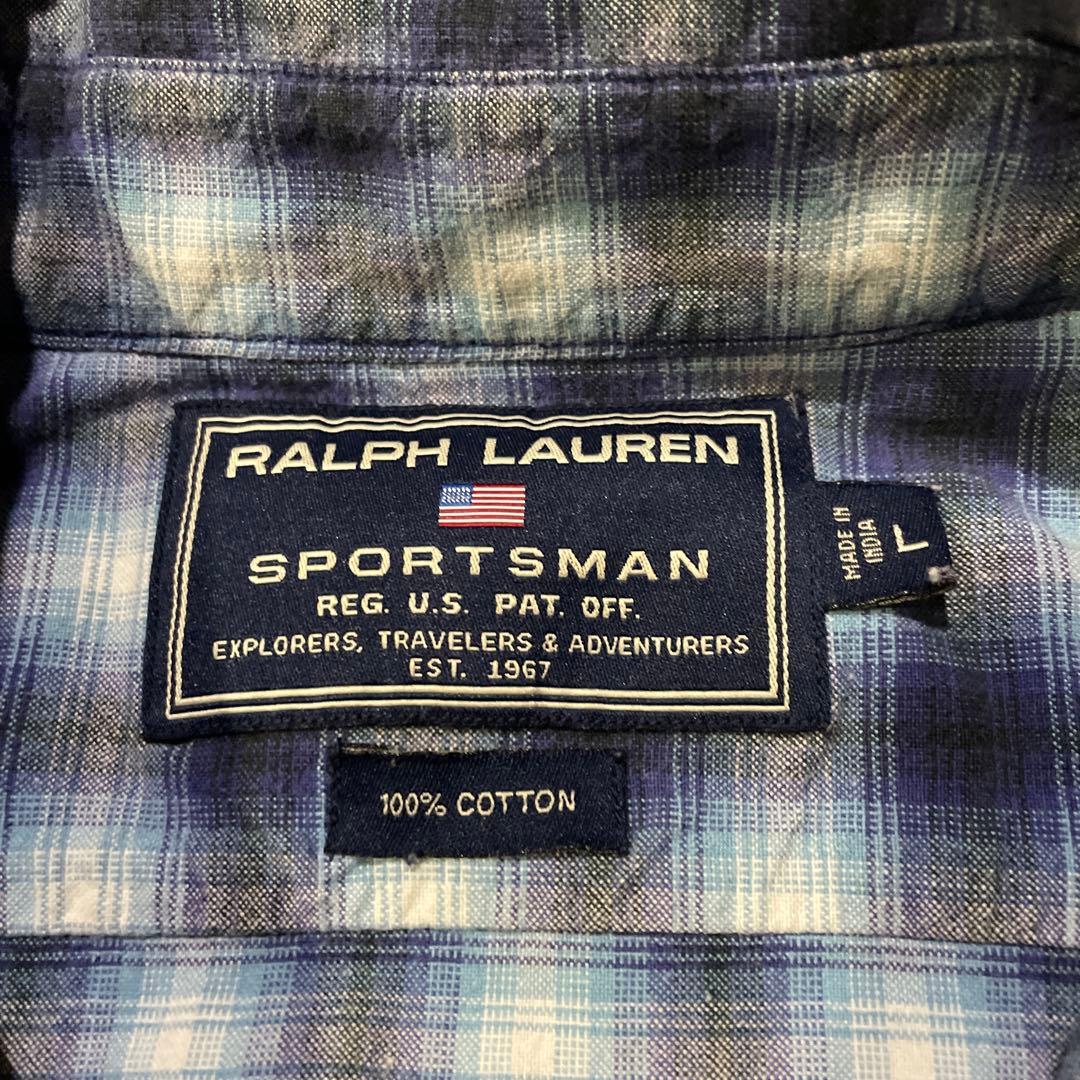 RALPH LAUREN
SPORTSMAN
REG. U.S. PAT. OFF.
EXPLORERS, TRAVELERS & ADVENTURERS
EST. 1967
MADE IN
INDIA
L
100% COTTON